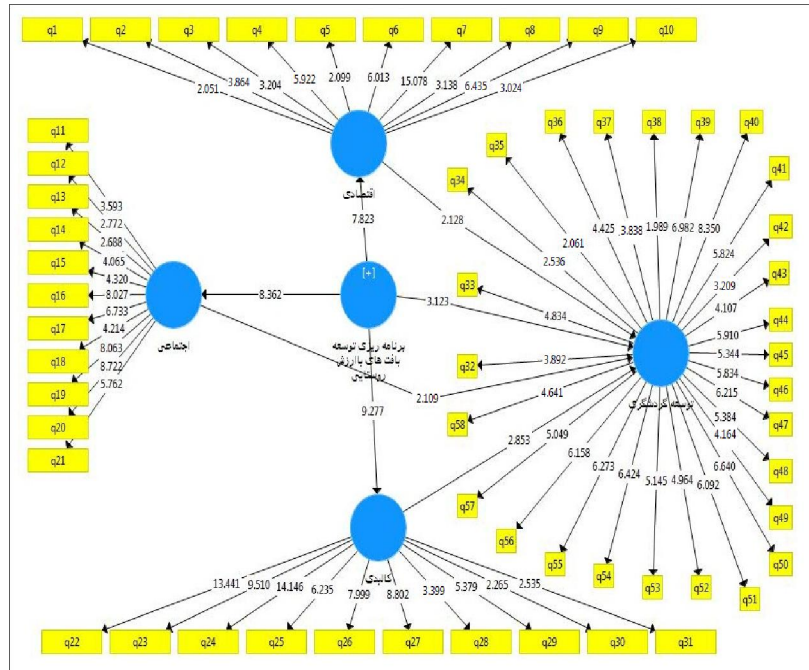 q1 q2 q3 q4 q5 q6 q7 q8 q9 q10
2.051 3.864 3.204 5.922 2.099 6.013 15.078 3.138 6.435 3.024
اقتصادی
7.823
2.128
q11
q12
q13
q14
q15
q16
q17
q18
q19
q20
q21
3.593
2.772
2.688
4.065
4.320
8.027
6.733
4.214
8.063
8.722
5.762
اجتماعی
8.362
[+]
برنامه ریزی توسعه
بافت های باارزش
روستایی
3.123
2.109
9.277
2.853
کالبدی
13.441 9.510 14.146 6.235 7.999 8.802 3.399 5.379 2.265 2.535
q22 q23 q24 q25 q26 q27 q28 q29 q30 q31
توسعه گردشگری
q32
q33
q34
q35
q36
q37
q38
q39
q40
q41
q42
q43
q44
q45
q46
q47
q48
q49
q50
q51
q52
q53
q54
q55
q56
q57
q58
3.892
4.834
2.536
2.061
4.425
3.838
1.989
6.982
8.350
5.824
3.209
4.107
5.910
5.344
5.834
6.215
5.384
4.164
6.640
6.092
4.964
5.145
6.424
6.273
6.158
5.049
4.641